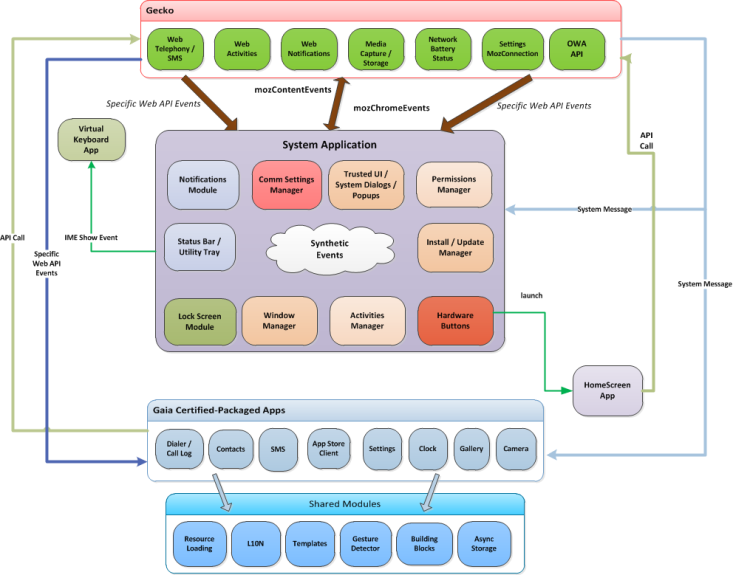 Gecko
Web
Telephony /
SMS
Web
Activities
Web
Notifications
Media
Capture /
Storage
Network
Battery
Status
Settings
MozConnection
OWA
API
Specific Web API Events
mozContentEvents
mozChromeEvents
Specific Web API Events
Virtual
Keyboard
App
API
Call
System Application
Notifications
Module
Comm Settings
Manager
Trusted UI /
System Dialogs /
Popups
Permissions
Manager
System Message
API Call
Specific
Web API
Events
IME Show Event
Status Bar /
Utility Tray
Synthetic
Events
Install / Update
Manager
System Message
launch
Lock Screen
Module
Window
Manager
Activities
Manager
Hardware
Buttons
HomeScreen
App
Gaia Certified-Packaged Apps
Dialer /
Call Log
Contacts
SMS
App Store
Client
Settings
Clock
Gallery
Camera
Shared Modules
Resource
Loading
L10N
Templates
Gesture
Detector
Building
Blocks
Async
Storage